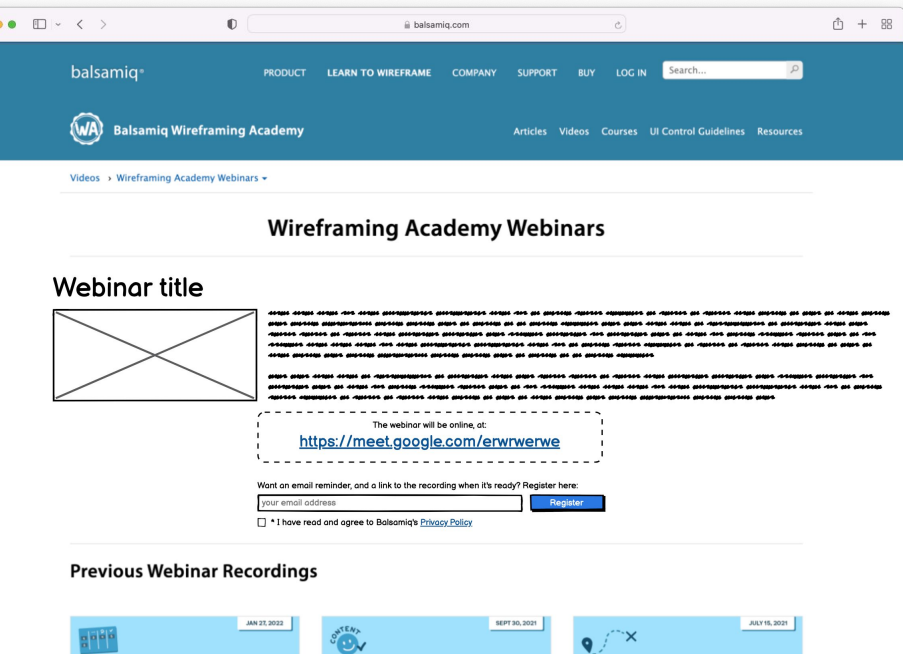 balsamiq.com
balsamiq
PRODUCT LEARN TO WIREFRAME COMPANY SUPPORT BUY LOG IN Search...
WA Balsamiq Wireframing Academy
Articles Videos Courses UI Control Guidelines Resources
Videos › Wireframing Academy Webinars
Wireframing Academy Webinars
Webinar title
The webinar will be online, at:
https://meet.google.com/erwrwerwe
Want an email reminder, and a link to the recording when it's ready? Register here:
your email address Register
* I have read and agree to Balsamiq's Privacy Policy
Previous Webinar Recordings
JAN 27, 2022
CONTENT SEPT 30, 2021
JULY 15, 2021